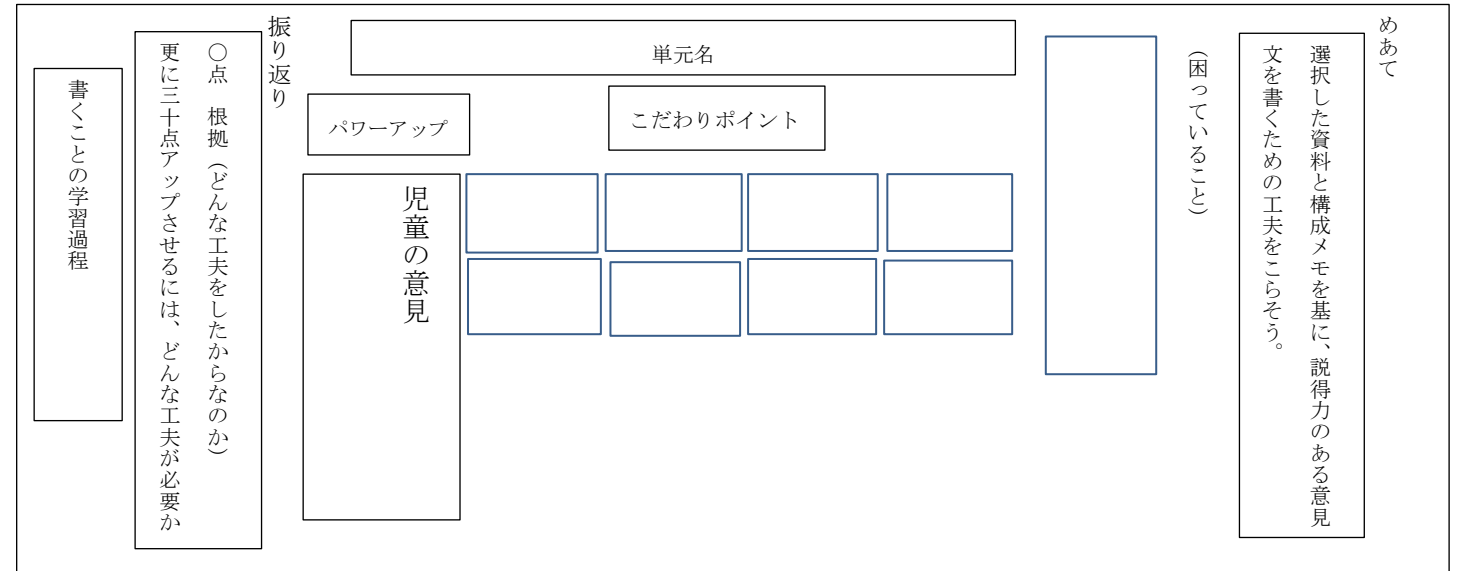 めあて
選択した資料と構成メモを基に、説得力のある意見
文を書くための工夫をこらそう。
（困っていること）
単元名
こだわりポイント
パワーアップ
児童の意見
振り返り
〇点　根拠（どんな工夫をしたからなのか）
更に三十点アップさせるには、どんな工夫が必要か
書くことの学習過程